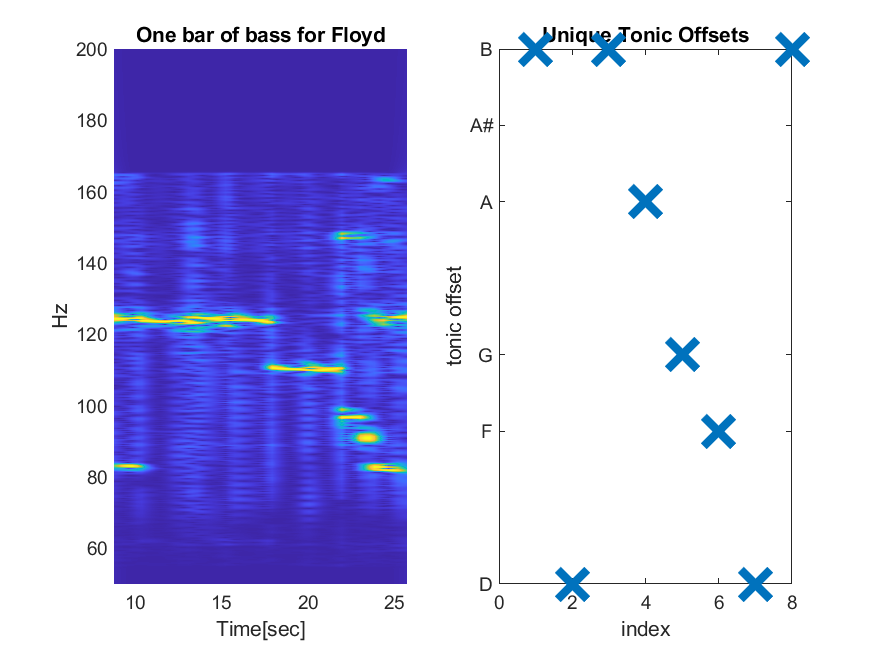 One bar of bass for Floyd
200
180
160
140
120
100
80
60
Hz
10 15 20 25
Time[sec]
Unique Tonic Offsets
B
A#
A
G
F
D
tonic offset
0 2 4 6 8
index